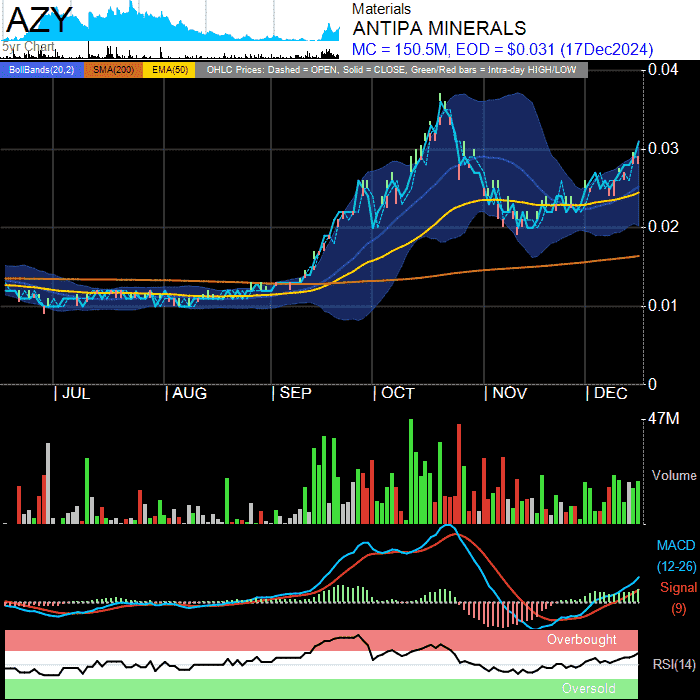 AZY
5yr Chart
Materials
ANTIPA MINERALS
MC = 150.5M, EOD = $0.031 (17Dec2024)
BollBands(20,2) SMA(200) EMA(50) OHLC Prices: Dashed = OPEN, Solid = CLOSE, Green/Red bars = Intra-day HIGH/LOW
0.04
0.03
0.02
0.01
0
JUL AUG SEP OCT NOV DEC
47M
Volume
MACD
(12-26)
Signal
(9)
Overbought
RSI(14)
Oversold